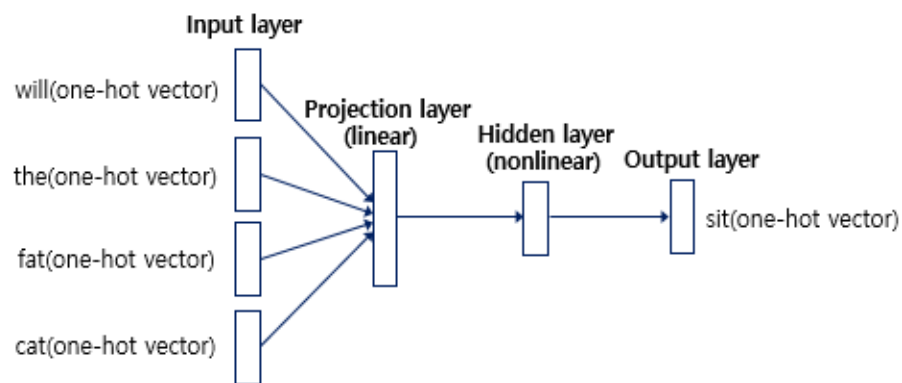 Input layer
will(one-hot vector)
Projection layer
(linear)
Hidden layer
(nonlinear)
Output layer
the(one-hot vector)
sit(one-hot vector)
fat(one-hot vector)
cat(one-hot vector)